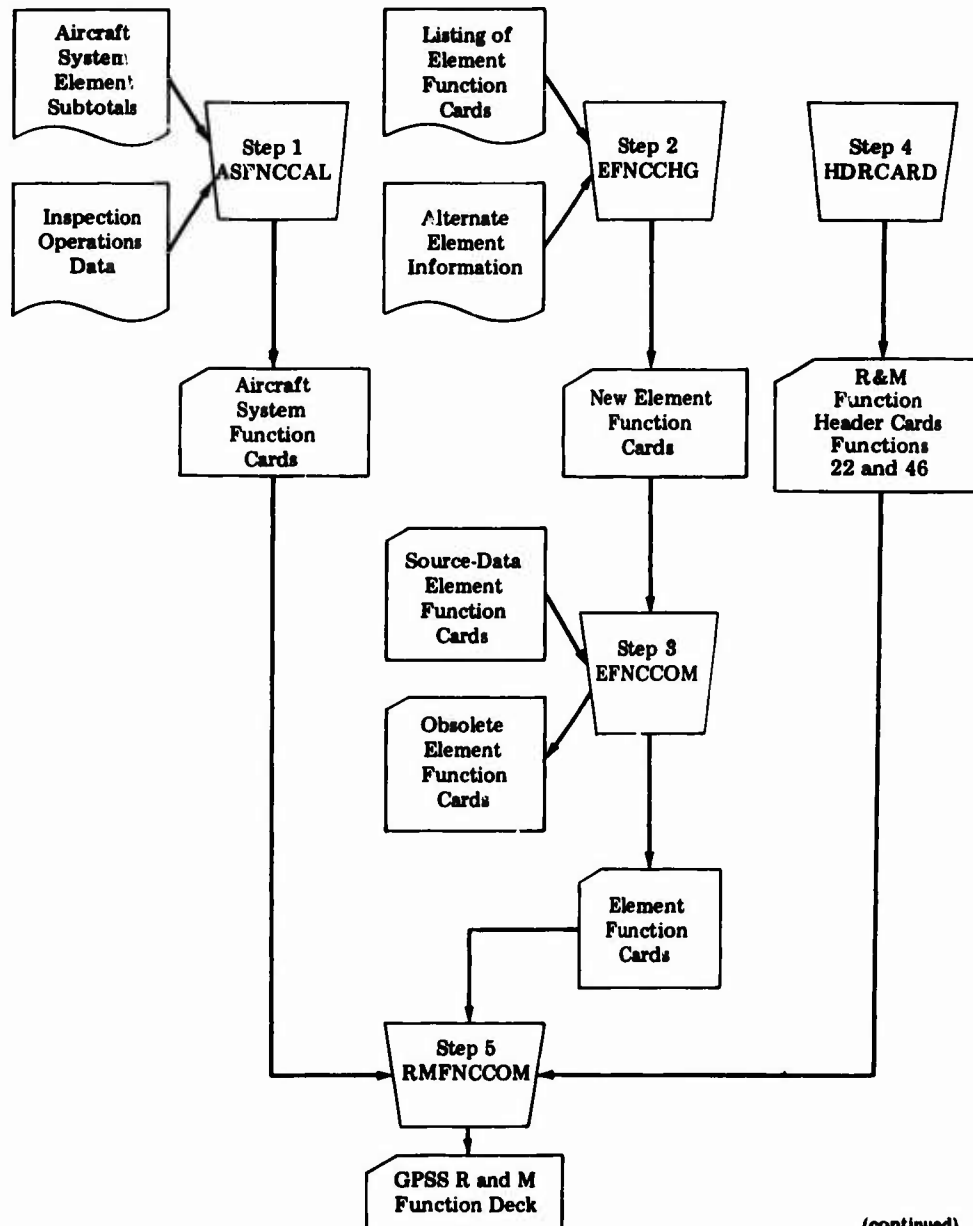 Aircraft
System
Element
Subtotals
Listing of
Element
Function
Cards
Step 1
ASFNCCAL
Step 2
EFNCCHG
Step 4
HDRCARD
Inspection
Operations
Data
Alternate
Element
Information
Aircraft
System
Function
Cards
New Element
Function
Cards
R&M
Function
Header Cards
Functions
22 and 46
Source-Data
Element
Function
Cards
Step 3
EFNCCOM
Obsolete
Element
Function
Cards
Element
Function
Cards
Step 5
RMFNCCOM
GPSS R and M
Function Deck
(continued)